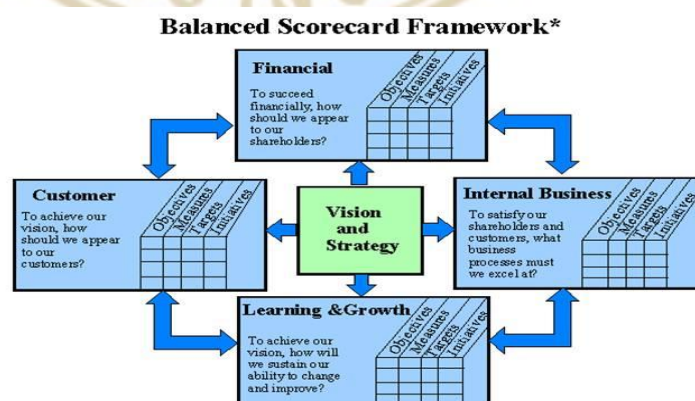 Balanced Scorecard Framework*
Financial
To succeed
financially, how
should we appear
to our
shareholders?
Objectives
Measures
Targets
Initiatives
Customer
To achieve our
vision, how
should we appear
to our
customers?
Objectives
Measures
Targets
Initiatives
Vision
and
Strategy
Internal Business
To satisfy our
shareholders and
customers, what
business
processes must
we excel at?
Objectives
Measures
Targets
Initiatives
Learning &Growth
To achieve our
vision, how will
we sustain our
ability to change
and improve?
Objectives
Measures
Targets
Initiatives